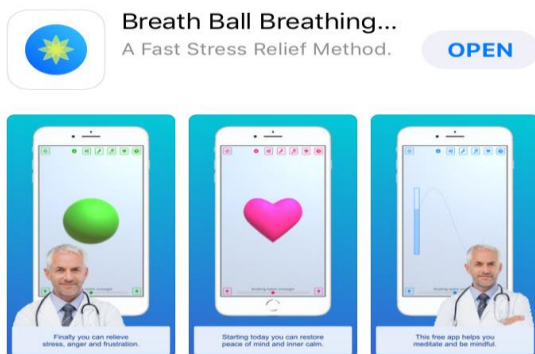 Breath Ball Breathing...
A Fast Stress Relief Method.
OPEN
Finally you can relieve
stress, anger and frustration.
Starting today you can restore
peace of mind and inner calm.
This free app helps you
meditate and be mindful.